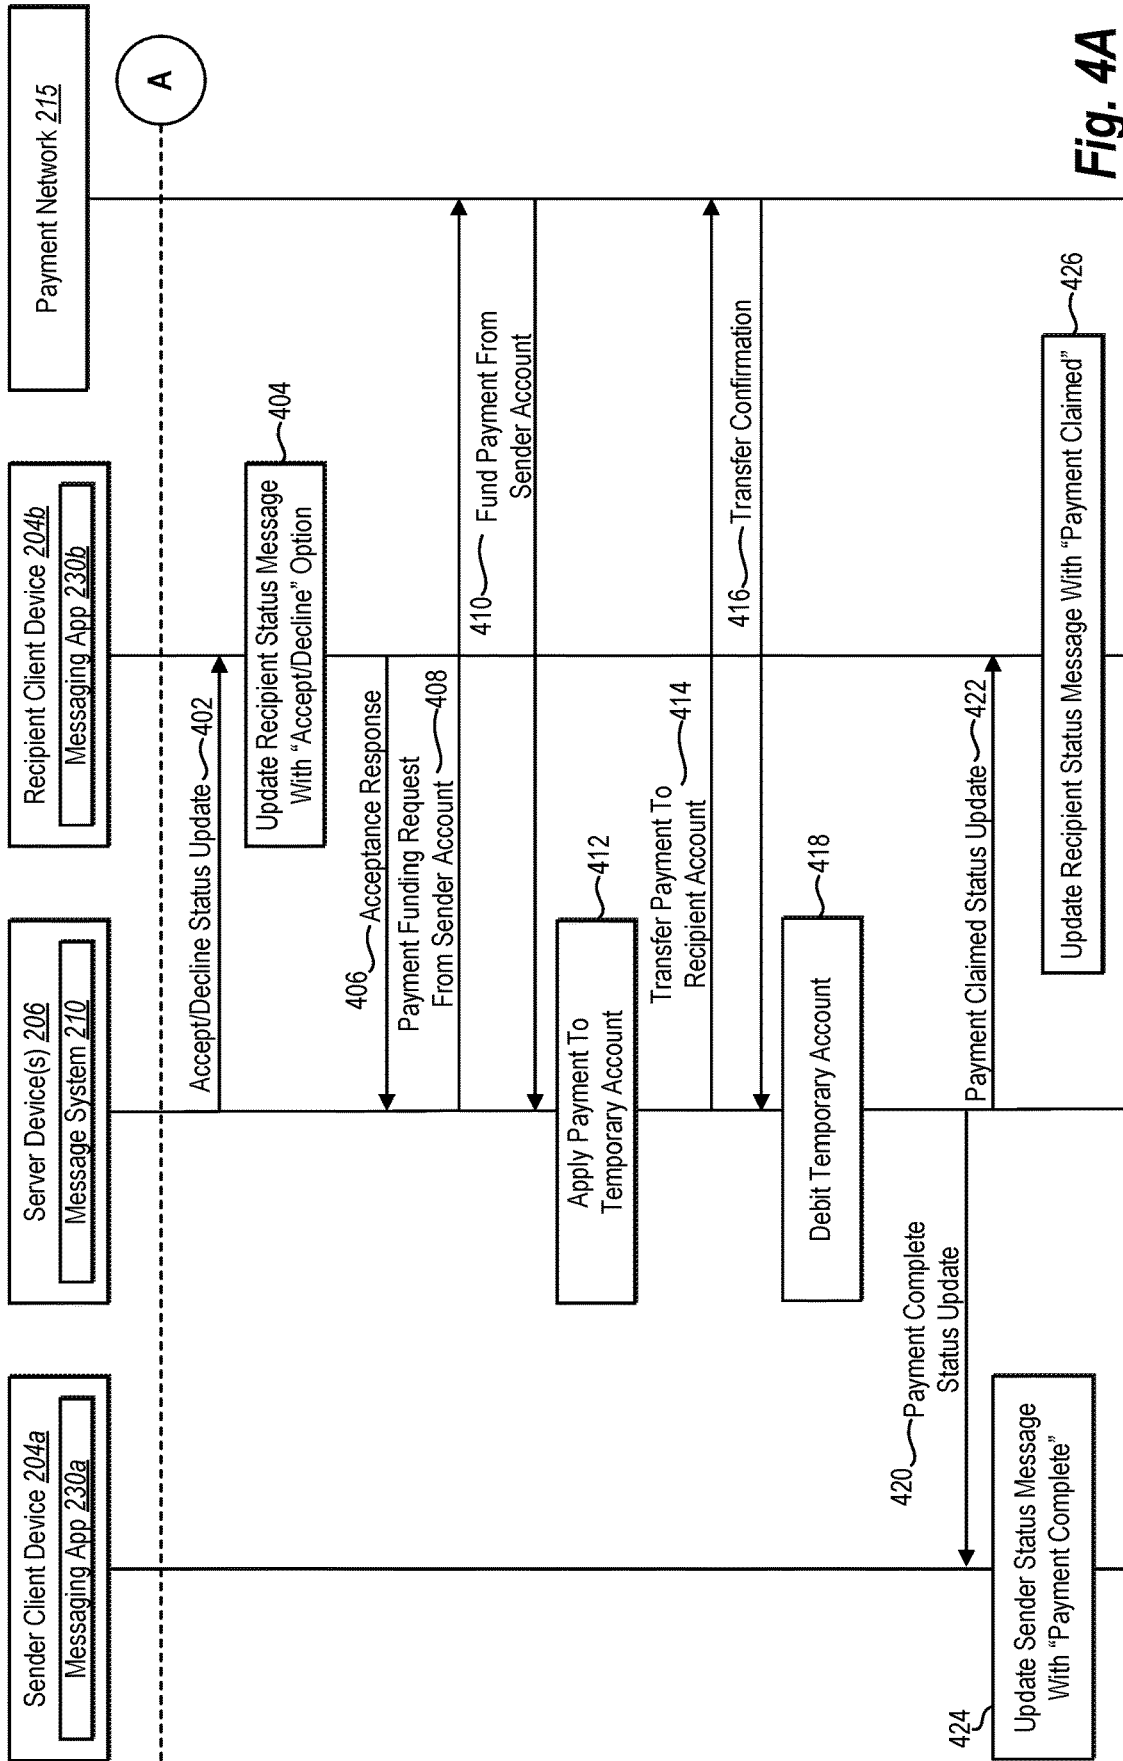 Sender Client Device 204a
Messaging App 230a
Server Device(s) 206
Message System 210
Recipient Client Device 204b
Messaging App 230b
Payment Network 215
A
Accept/Decline Status Update 402
Update Recipient Status Message
With “Accept/Decline” Option
404
406 Acceptance Response
Payment Funding Request
From Sender Account 408
410 Fund Payment From
Sender Account
Apply Payment To
Temporary Account
412
Transfer Payment To 414
Recipient Account
416 Transfer Confirmation
Debit Temporary Account
418
420 Payment Complete
Status Update
Payment Claimed Status Update 422
424
Update Sender Status Message
With “Payment Complete”
Update Recipient Status Message With “Payment Claimed”
426
Fig. 4A